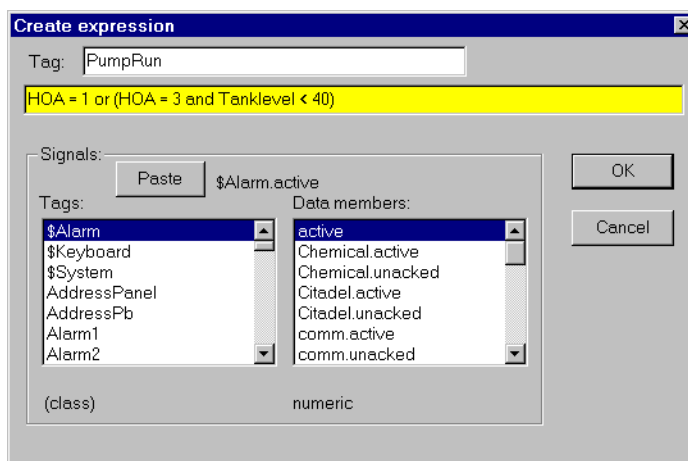 Create expression
Tag: PumpRun
HOA = 1 or (HOA = 3 and Tanklevel < 40)
Signals:
Paste $Alarm.active
OK
Tags: Data members:
$Alarm active
$Keyboard Chemical.active
Cancel
$System Chemical.unacked
AddressPanel Citadel.active
AddressPb Citadel.unacked
Alarm1 comm.active
Alarm2 comm.unacked
(class) numeric